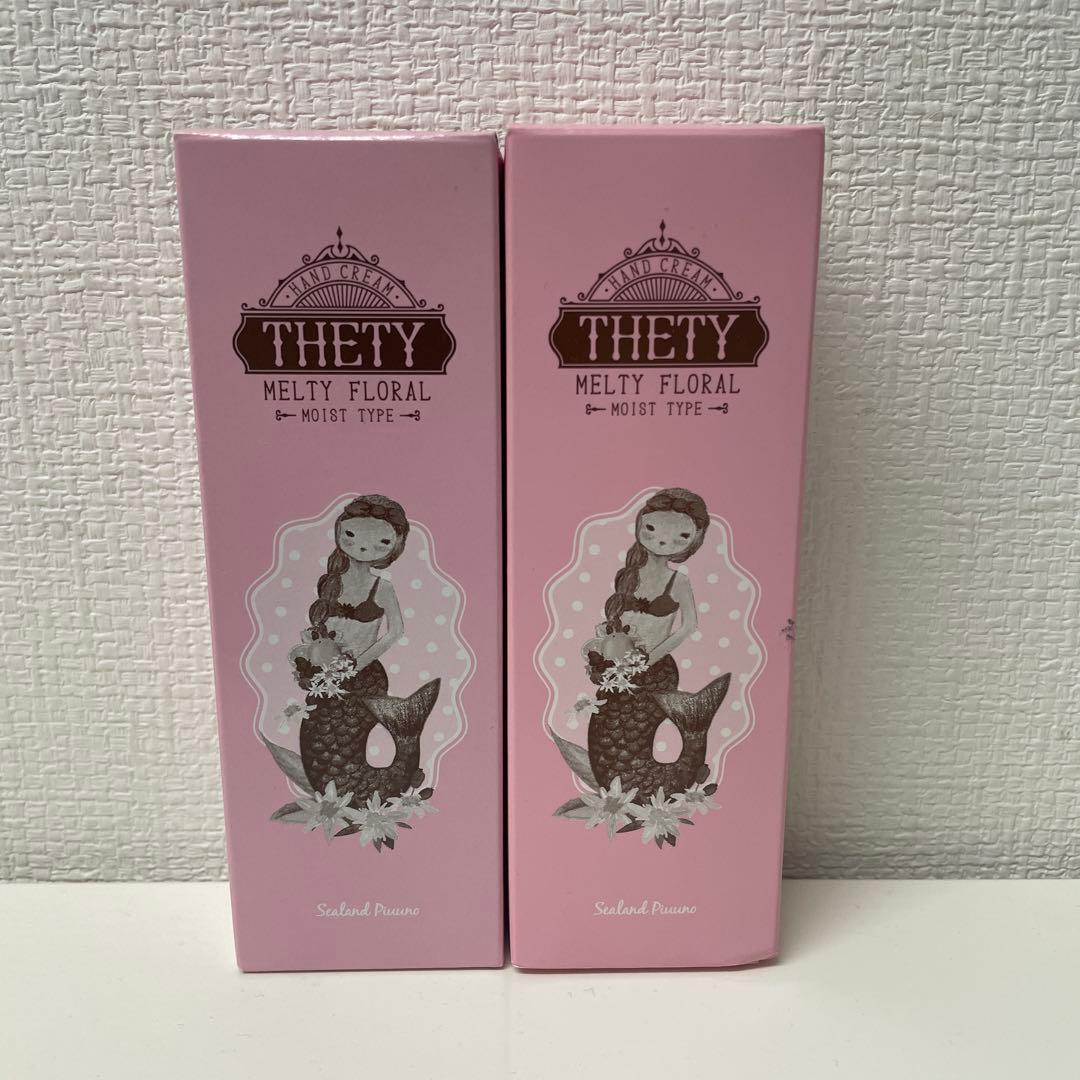 HAND CREAM
THETY
MELTY FLORAL
MOIST TYPE
Sealand Piuuno
HAND CREAM
THETY
MELTY FLORAL
MOIST TYPE
Sealand Piuuno